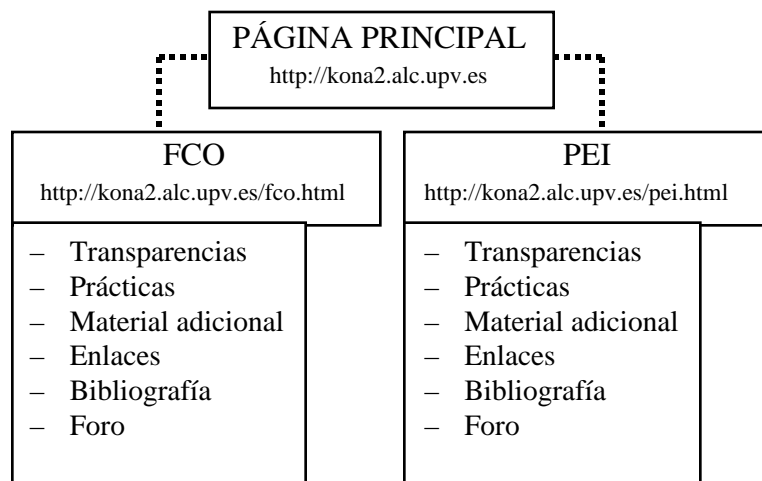 PÁGINA PRINCIPAL
http://kona2.alc.upv.es
FCO
http://kona2.alc.upv.es/fco.html
– Transparencias
– Prácticas
– Material adicional
– Enlaces
– Bibliografía
– Foro
PEI
http://kona2.alc.upv.es/pei.html
– Transparencias
– Prácticas
– Material adicional
– Enlaces
– Bibliografía
– Foro